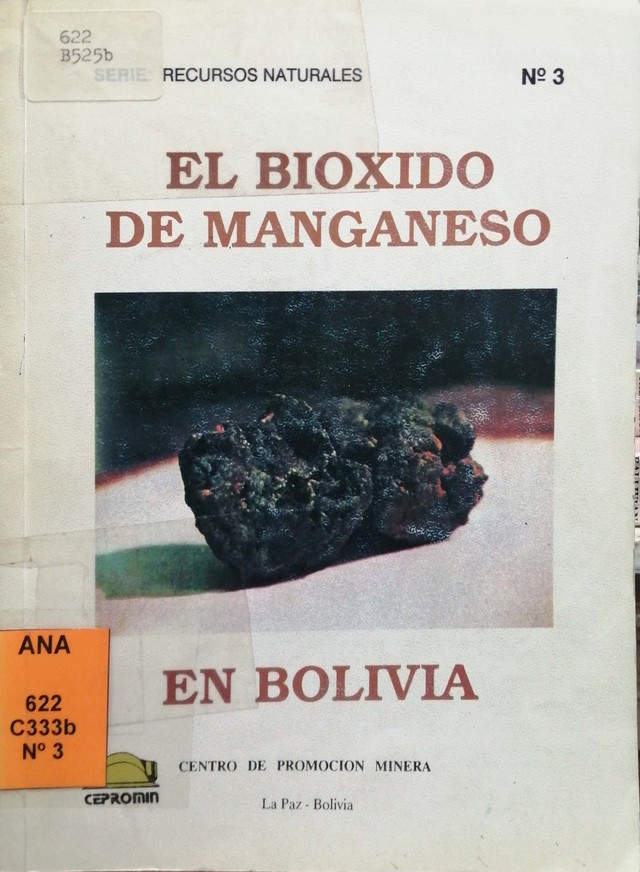 622
B525b
SERIE: RECURSOS NATURALES Nº 3
EL BIOXIDO
DE MANGANESO
EN BOLIVIA
ANA
622
C333b
Nº 3
CEPROMIN
CENTRO DE PROMOCION MINERA
La Paz - Bolivia